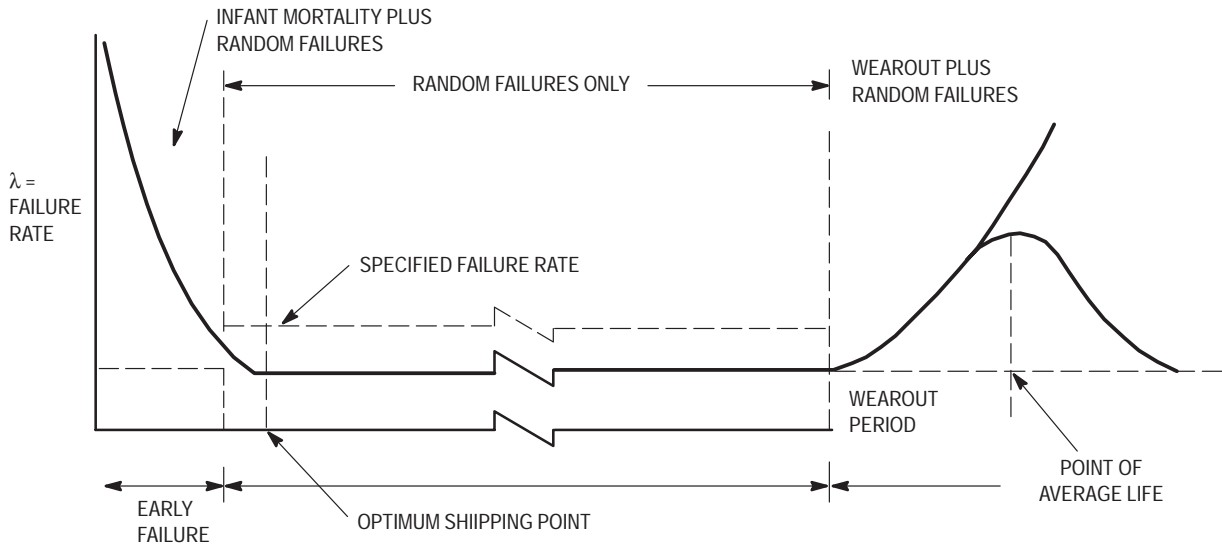 INFANT MORTALITY PLUS
RANDOM FAILURES
RANDOM FAILURES ONLY
WEAROUT PLUS
RANDOM FAILURES
λ =
FAILURE
RATE
SPECIFIED FAILURE RATE
WEAROUT
PERIOD
POINT OF
AVERAGE LIFE
EARLY
FAILURE
OPTIMUM SHIIPPING POINT